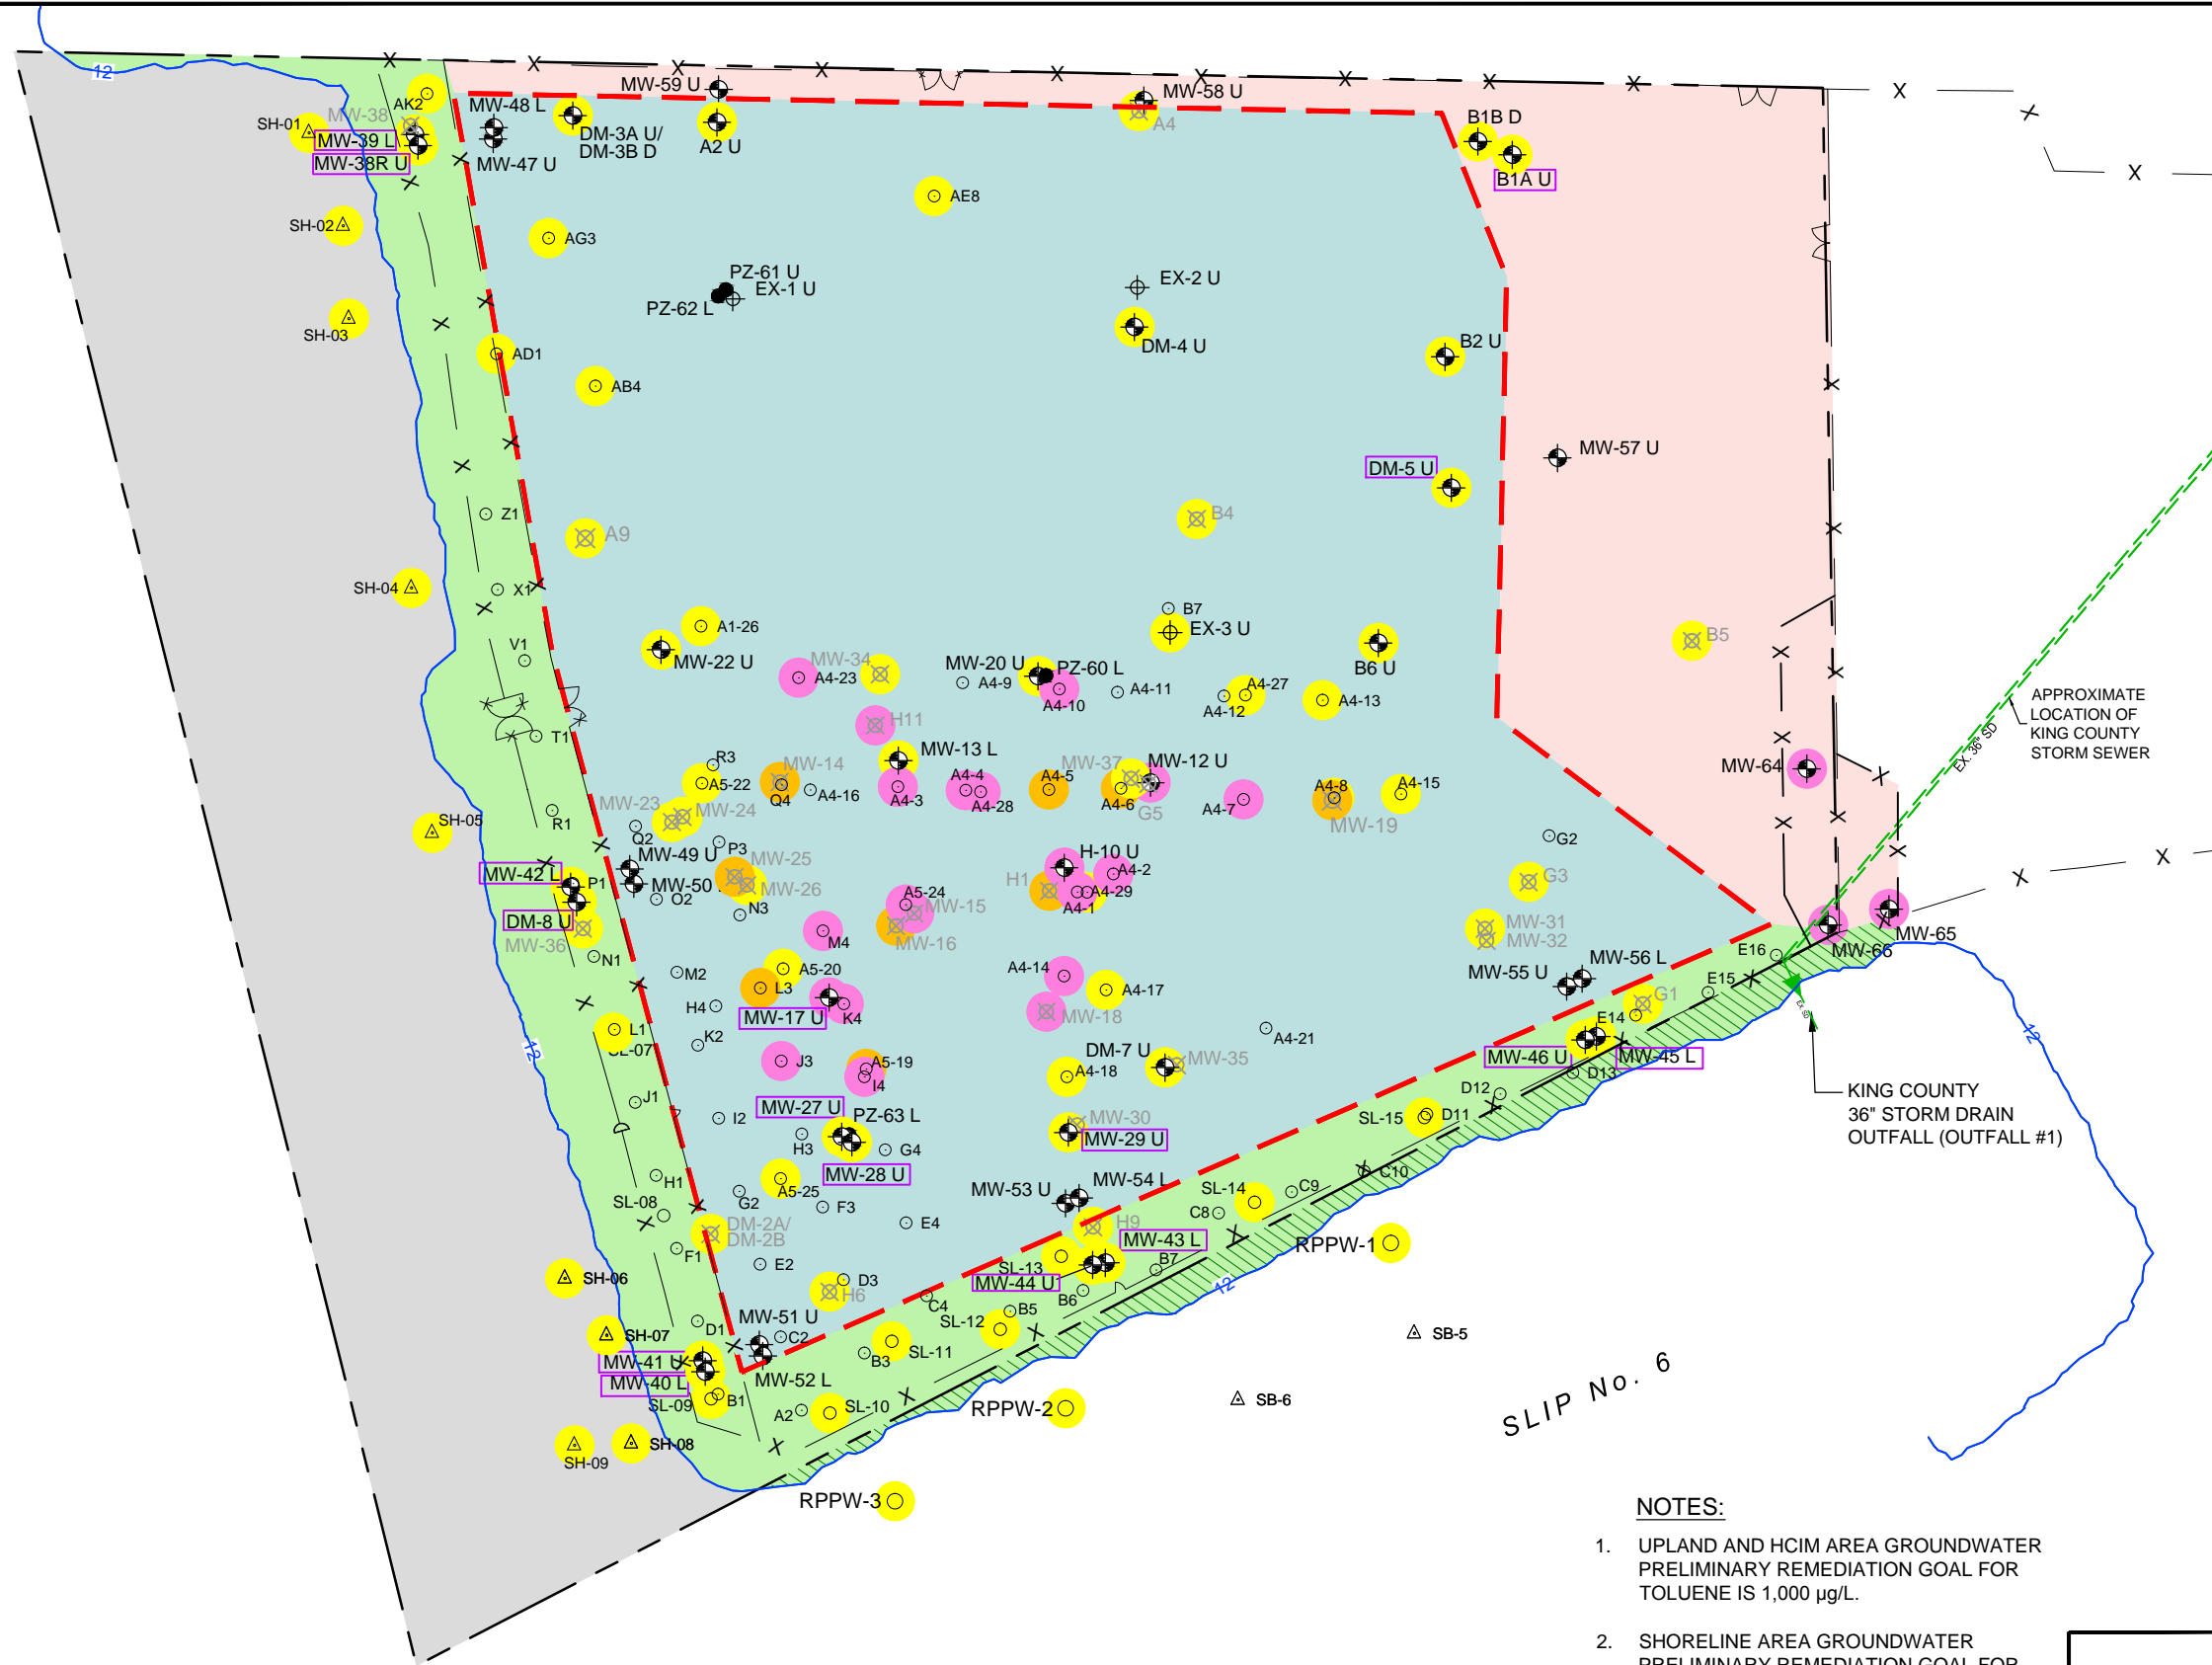 12
AK2
MW-38
SH-01
MW-39 L
MW-38R U
MW-48 L
MW-47 U
DM-3A U/
DM-3B D
MW-59 U
A2 U
MW-58 U
A4
B1B D
B1A U
SH-02
AG3
AE8
SH-03
PZ-61 U
EX-1 U
PZ-62 L
EX-2 U
DM-4 U
B2 U
AD1
AB4
MW-57 U
DM-5 U
Z1
A9
B4
SH-04
X1
V1
T1
R1
A1-26
MW-22 U
MW-34
A4-23
H11
A4-9
MW-20 U
PZ-60 L
A4-10
A4-11
B7
EX-3 U
A4-12
A4-27
A4-13
B6 U
B5
APPROXIMATE
LOCATION OF
KING COUNTY
STORM SEWER
EX. 36" SD
MW-64
R3
A5-22
MW-14
Q4
A4-16
MW-13 L
A4-3
A4-4
A4-28
A4-5
MW-37
A4-6
MW-12 U
G5
A4-7
A4-8
MW-19
A4-15
SH-05
MW-23
MW-24
Q2
P3
MW-49 U
MW-50
MW-25
MW-26
O2
N3
MW-42 L
P1
DM-8 U
MW-36
N1
H-10 U
H1
A4-2
A4-29
A4-1
A5-24
MW-15
MW-16
M4
G2
G3
MW-31
MW-32
MW-65
MW-66
E16
E15
MW-56 L
MW-55 U
G1
E14
MW-46 U
MW-45 L
D13
EX SD
M2
H4
K2
A5-20
L3
MW-17 U
K4
A4-14
A4-17
MW-18
A4-21
L1
SL-07
J3
A5-19
I4
DM-7 U
MW-35
A4-18
J1
I2
MW-27 U
PZ-63 L
H3
G4
MW-28 U
MW-30
MW-29 U
D12
SL-15
D11
C10
KING COUNTY
36" STORM DRAIN
OUTFALL (OUTFALL #1)
12
12
H1
SL-08
G2
A5-25
F3
E4
DM-2A/
DM-2B
F1
E2
D3
H6
MW-53 U
MW-54 L
H9
SL-14
C9
C8
MW-43 L
SL-13
MW-44 U
B7
B6
RPPW-1
12
SH-06
SH-07
D1
MW-51 U
C2
MW-41 U
MW-40 L
MW-52 L
C4
B5
SL-12
B3
SL-11
SL-09
B1
A2
SL-10
SH-08
SH-09
RPPW-2
RPPW-3
SB-5
SB-6
SLIP No. 6
NOTES:
1. UPLAND AND HCIM AREA GROUNDWATER
PRELIMINARY REMEDIATION GOAL FOR
TOLUENE IS 1,000 µg/L.
2. SHORELINE AREA GROUNDWATER
PRELIMINARY REMEDIATION GOAL FOR